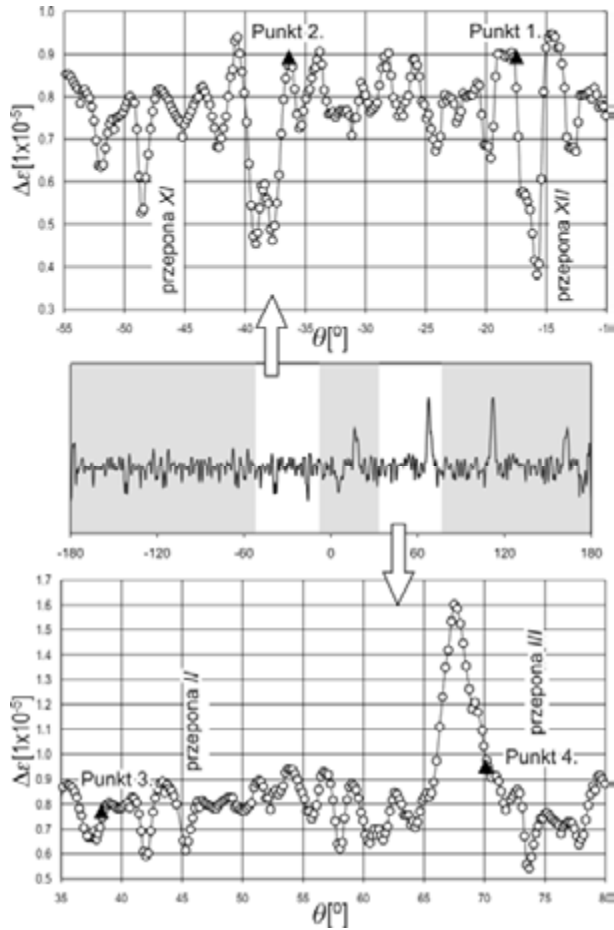 Punkt 2.
Punkt 1.
1.0
0.9
0.8
0.7
0.6
0.5
0.4
0.3
Δε[1x10⁻⁵]
przepona XI
przepona XII
-55 -50 -45 -40 -35 -30 -25 -20 -15 -10
θ[º]
-180 -120 -60 0 60 120 180
1.7
1.6
1.5
1.4
1.3
1.2
1.1
1.0
0.9
0.8
0.7
0.6
0.5
Δε[1x10⁻⁵]
przepona II
Punkt 3.
Punkt 4.
35 40 45 50 55 60 65 70 75 80
θ[º]